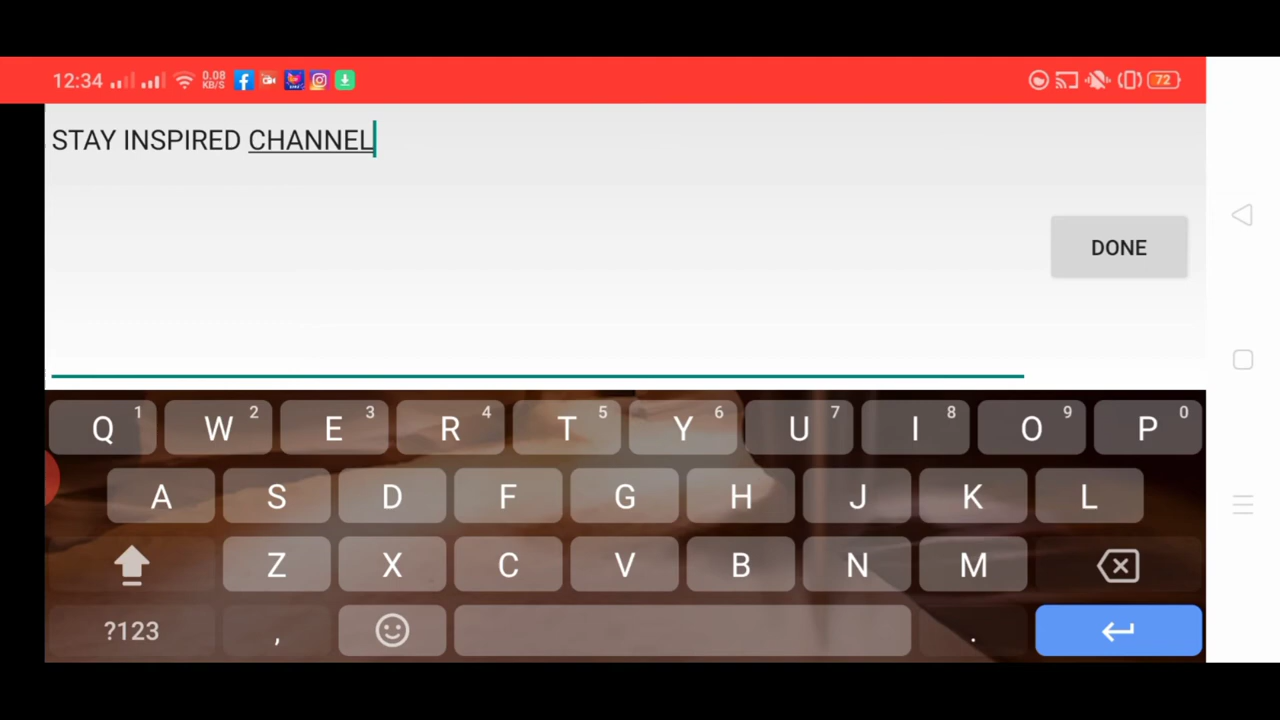 12:34 0.08 KB/S 72
STAY INSPIRED CHANNEL
DONE
Q 1 W 2 E 3 R 4 T 5 Y 6 U 7 I 8 O 9 P 0
A S D F G H J K L
Z X C V B N M
?123 , .